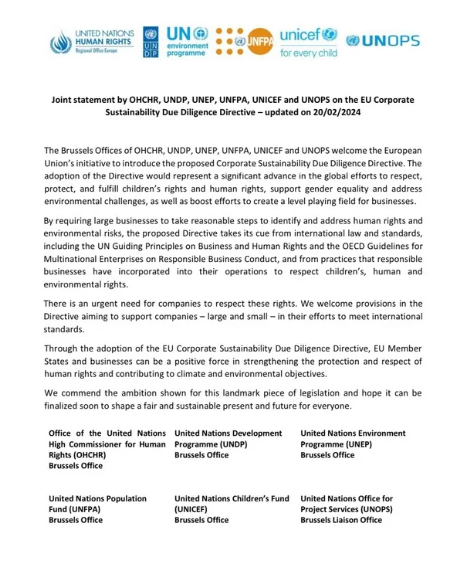 UNITED NATIONS
HUMAN RIGHTS
Regional Office Europe
UN
DP
UN
environment
programme
UNFPA
unicef
for every child
UNOPS
Joint statement by OHCHR, UNDP, UNEP, UNFPA, UNICEF and UNOPS on the EU Corporate
Sustainability Due Diligence Directive – updated on 20/02/2024
The Brussels Offices of OHCHR, UNDP, UNEP, UNFPA, UNICEF and UNOPS welcome the European
Union's initiative to introduce the proposed Corporate Sustainability Due Diligence Directive. The
adoption of the Directive would represent a significant advance in the global efforts to respect,
protect, and fulfill children's rights and human rights, support gender equality and address
environmental challenges, as well as boost efforts to create a level playing field for businesses.
By requiring large businesses to take reasonable steps to identify and address human rights and
environmental risks, the proposed Directive takes its cue from international law and standards,
including the UN Guiding Principles on Business and Human Rights and the OECD Guidelines for
Multinational Enterprises on Responsible Business Conduct, and from practices that responsible
businesses have incorporated into their operations to respect children's, human and
environmental rights.
There is an urgent need for companies to respect these rights. We welcome provisions in the
Directive aiming to support companies – large and small – in their efforts to meet international
standards.
Through the adoption of the EU Corporate Sustainability Due Diligence Directive, EU Member
States and businesses can be a positive force in strengthening the protection and respect of
human rights and contributing to climate and environmental objectives.
We commend the ambition shown for this landmark piece of legislation and hope it can be
finalized soon to shape a fair and sustainable present and future for everyone.
Office of the United Nations
High Commissioner for Human
Rights (OHCHR)
Brussels Office
United Nations Development
Programme (UNDP)
Brussels Office
United Nations Environment
Programme (UNEP)
Brussels Office
United Nations Population
Fund (UNFPA)
Brussels Office
United Nations Children's Fund
(UNICEF)
Brussels Office
United Nations Office for
Project Services (UNOPS)
Brussels Liaison Office